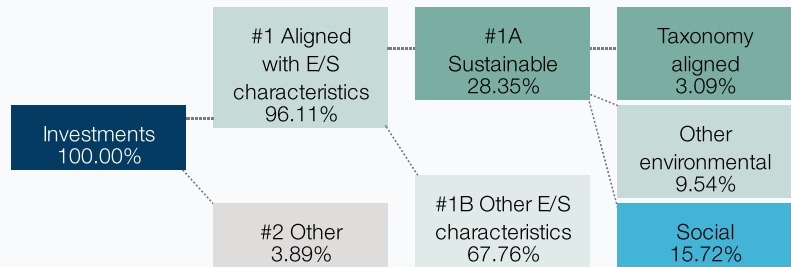 Investments
100.00%
#1 Aligned
with E/S
characteristics
96.11%
#2 Other
3.89%
#1A
Sustainable
28.35%
#1B Other E/S
characteristics
67.76%
Taxonomy
aligned
3.09%
Other
environmental
9.54%
Social
15.72%